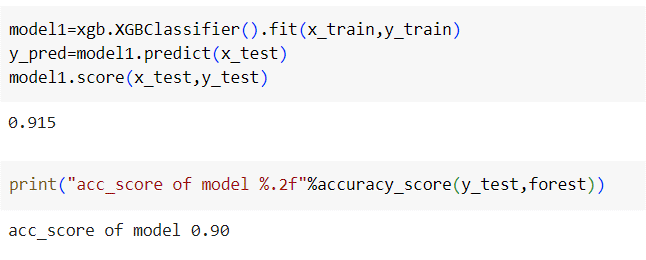 model1=xgb.XGBClassifier().fit(x_train,y_train)
y_pred=model1.predict(x_test)
model1.score(x_test,y_test)
0.915
print("acc_score of model %.2f"%accuracy_score(y_test,forest))
acc_score of model 0.90